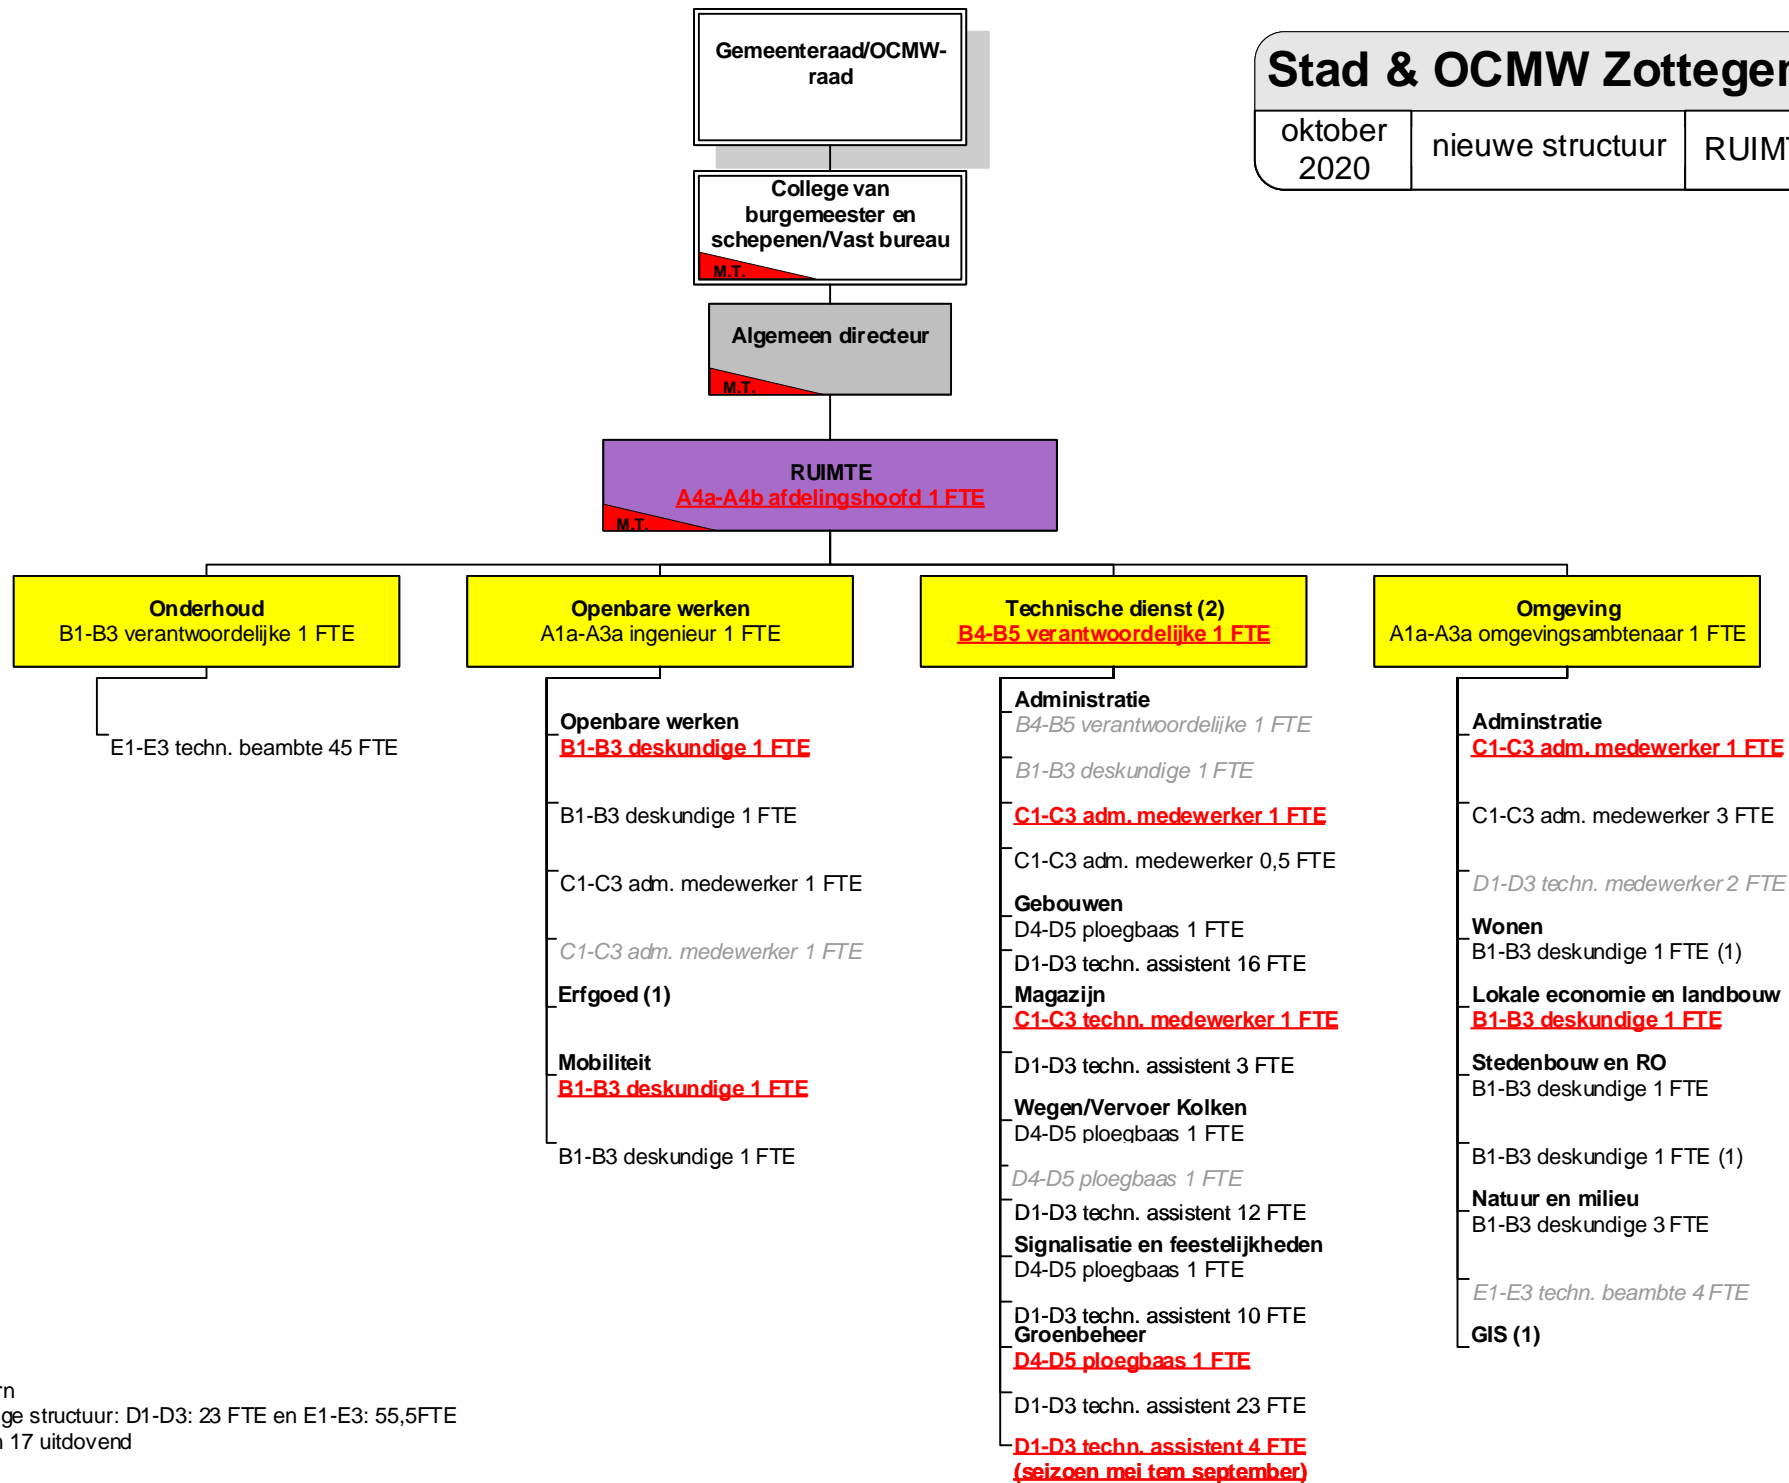 Gemeenteraad/OCMW-
raad
Stad & OCMW Zottegem
oktober
2020
nieuwe structuur
College van
burgemeester en
schepenen/Vast bureau
M.T.
Algemeen directeur
M.T.
RUIMTE
A4a-A4b afdelingshoofd 1 FTE
M.T.
Onderhoud
B1-B3 verantwoordelijke 1 FTE
E1-E3 techn. beambte 45 FTE
Openbare werken
A1a-A3a ingenieur 1 FTE
Openbare werken
B1-B3 deskundige 1 FTE
B1-B3 deskundige 1 FTE
C1-C3 adm. medewerker 1 FTE
C1-C3 adm. medewerker 1 FTE
Erfgoed (1)
Mobiliteit
B1-B3 deskundige 1 FTE
B1-B3 deskundige 1 FTE
Technische dienst (2)
B4-B5 verantwoordelijke 1 FTE
Administratie
B4-B5 verantwoordelijke 1 FTE
B1-B3 deskundige 1 FTE
C1-C3 adm. medewerker 1 FTE
C1-C3 adm. medewerker 0,5 FTE
Gebouwen
D4-D5 ploegbaas 1 FTE
D1-D3 techn. assistent 16 FTE
Magazijn
C1-C3 techn. medewerker 1 FTE
D1-D3 techn. assistent 3 FTE
Wegen/Vervoer Kolken
D4-D5 ploegbaas 1 FTE
D4-D5 ploegbaas 1 FTE
D1-D3 techn. assistent 12 FTE
Signalisatie en feestelijkheden
D4-D5 ploegbaas 1 FTE
D1-D3 techn. assistent 10 FTE
Groenbeheer
D4-D5 ploegbaas 1 FTE
D1-D3 techn. assistent 23 FTE
D1-D3 techn. assistent 4 FTE
(seizoen mei tem september)
Omgeving
A1a-A3a omgevingsambtenaar 1 FTE
Adminstratie
C1-C3 adm. medewerker 1 FTE
C1-C3 adm. medewerker 3 FTE
D1-D3 techn. medewerker 2 FTE
Wonen
B1-B3 deskundige 1 FTE (1)
Lokale economie en landbouw
B1-B3 deskundige 1 FTE
Stedenbouw en RO
B1-B3 deskundige 1 FTE
B1-B3 deskundige 1 FTE (1)
Natuur en milieu
B1-B3 deskundige 3 FTE
E1-E3 techn. beambte 4 FTE
GIS (1)
structuur: D1-D3: 23 FTE en E1-E3: 55,5FTE
17 uitdovend